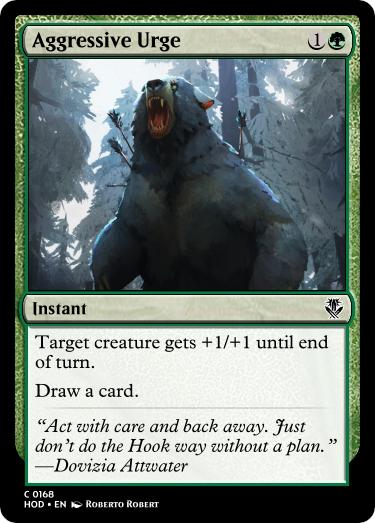 Aggressive Urge 1
Instant
Target creature gets +1/+1 until end
of turn.
Draw a card.
“Act with care and back away. Just
don’t do the Hook way without a plan.”
—Dovizia Attwater
C 0168
HOD • EN Roberto Robert